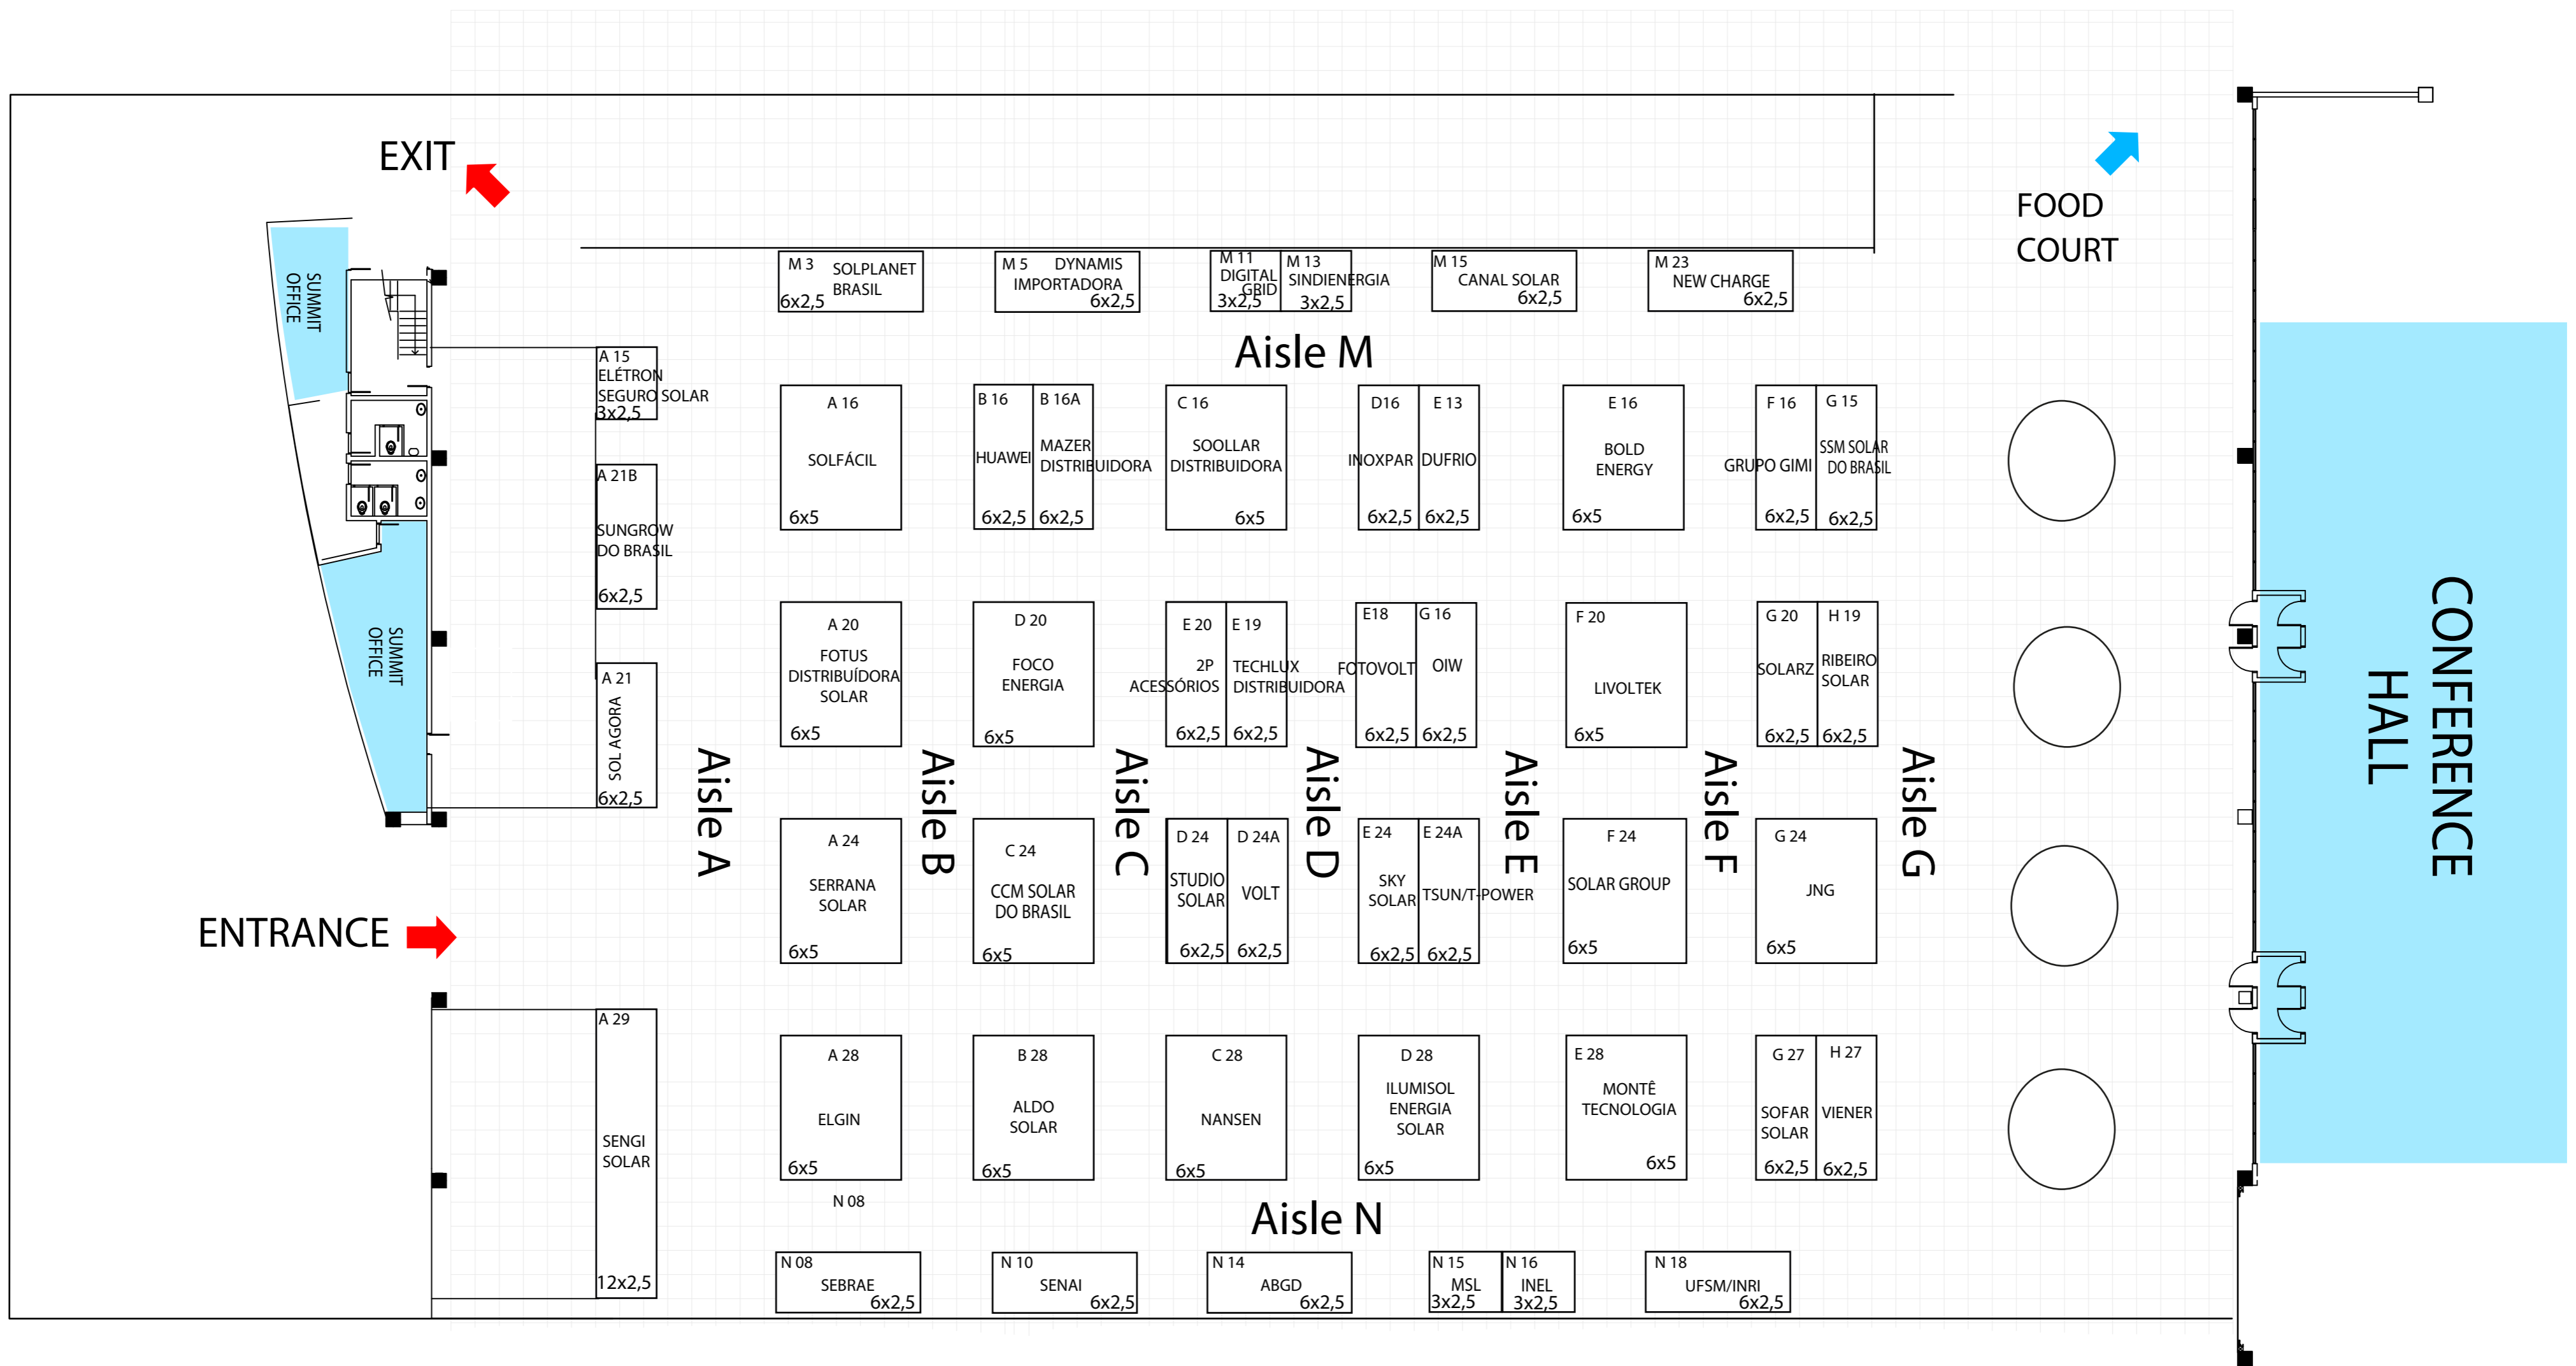 EXIT
FOOD
COURT
SUMMIT
OFFICE
M 3
SOLPLANET
BRASIL
6x2,5
M 5
DYNAMIS
IMPORTADORA
6x2,5
M 11
DIGITAL
GRID
3x2,5
M 13
SINDIENERGIA
3x2,5
M 15
CANAL SOLAR
6x2,5
M 23
NEW CHARGE
6x2,5
Aisle M
A 15
ELÉTRON
SEGURO SOLAR
3x2,5
A 16
SOLFÁCIL
6x5
B 16
HUAWEI
6x2,5
B 16A
MAZER
DISTRIBUIDORA
6x2,5
C 16
SOOLLAR
DISTRIBUIDORA
6x5
D16
INOXPAR
6x2,5
E 13
DUFRIO
6x2,5
E 16
BOLD
ENERGY
6x5
F 16
GRUPO GIMI
6x2,5
G 15
SSM SOLAR
DO BRASIL
6x2,5
A 21B
SUNGROW
DO BRASIL
6x2,5
SUMMIT
OFFICE
A 21
SOL AGORA
6x2,5
A 20
FOTUS
DISTRIBUÍDORA
SOLAR
6x5
D 20
FOCO
ENERGIA
6x5
E 20
2P
ACESSÓRIOS
6x2,5
E 19
TECHLUX
DISTRIBUIDORA
6x2,5
E18
FOTOVOLT
6x2,5
G 16
OIW
6x2,5
F 20
LIVOLTEK
6x5
G 20
SOLARZ
6x2,5
H 19
RIBEIRO
SOLAR
6x2,5
CONFERENCE
HALL
Aisle A
Aisle B
Aisle C
Aisle D
Aisle E
Aisle F
Aisle G
ENTRANCE
A 24
SERRANA
SOLAR
6x5
C 24
CCM SOLAR
DO BRASIL
6x5
D 24
STUDIO
SOLAR
6x2,5
D 24A
VOLT
6x2,5
E 24
SKY
SOLAR
6x2,5
E 24A
TSUN/T-POWER
6x2,5
F 24
SOLAR GROUP
6x5
G 24
JNG
6x5
A 29
SENGI
SOLAR
12x2,5
A 28
ELGIN
6x5
B 28
ALDO
SOLAR
6x5
C 28
NANSEN
6x5
D 28
ILUMISOL
ENERGIA
SOLAR
6x5
E 28
MONTÊ
TECNOLOGIA
6x5
G 27
SOFAR
SOLAR
6x2,5
H 27
VIENER
6x2,5
N 08
Aisle N
N 08
SEBRAE
6x2,5
N 10
SENAI
6x2,5
N 14
ABGD
6x2,5
N 15
MSL
3x2,5
N 16
INEL
3x2,5
N 18
UFSM/INRI
6x2,5